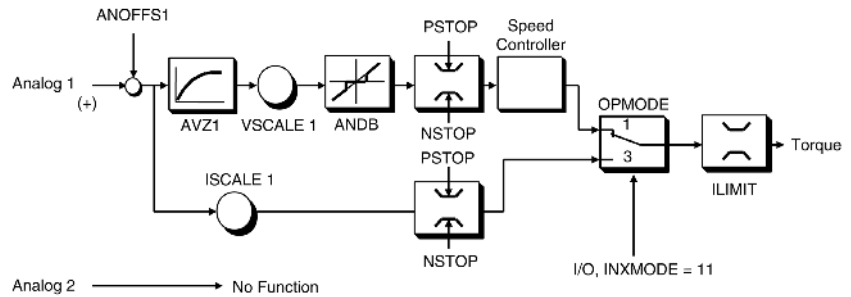 ANOFFS1
PSTOP
Speed
Controller
Analog 1
(+)
AVZ1
VSCALE 1
ANDB
NSTOP
OPMODE
1
3
ISCALE 1
PSTOP
NSTOP
ILIMIT
Torque
I/O, INXMODE = 11
Analog 2
No Function